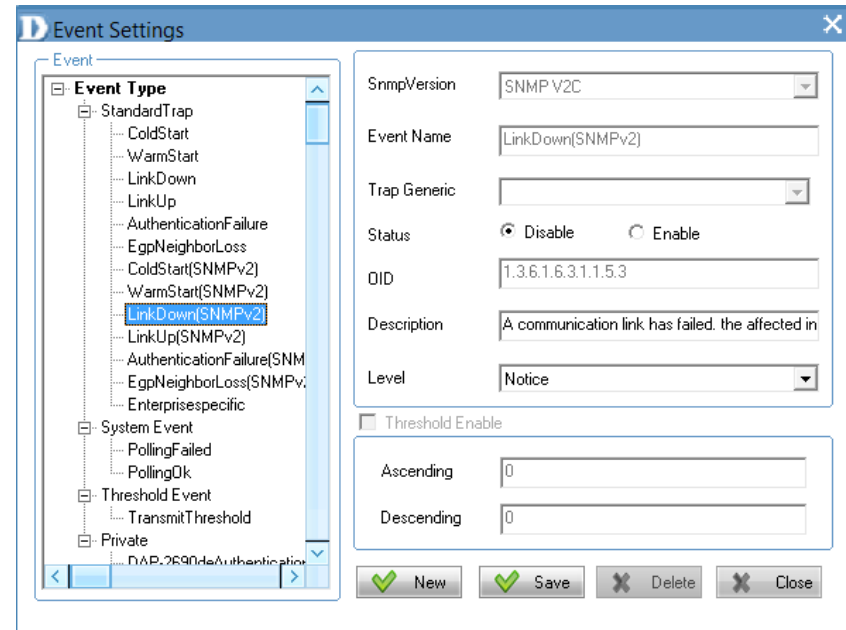 D Event Settings
Event
Event Type
StandardTrap
ColdStart
WarmStart
LinkDown
LinkUp
AuthenticationFailure
EgpNeighborLoss
ColdStart(SNMPv2)
WarmStart(SNMPv2)
LinkDown(SNMPv2)
LinkUp(SNMPv2)
AuthenticationFailure(SNM
EgpNeighborLoss(SNMPv2
Enterprisespecific
System Event
PollingFailed
PollingOk
Threshold Event
TransmitThreshold
Private
DAP-2690deAuthentication
SnmpVersion SNMP V2C
Event Name LinkDown(SNMPv2)
Trap Generic
Status Disable Enable
OID 1.3.6.1.6.3.1.1.5.3
Description A communication link has failed. the affected in
Level Notice
Threshold Enable
Ascending 0
Descending 0
New Save Delete Close